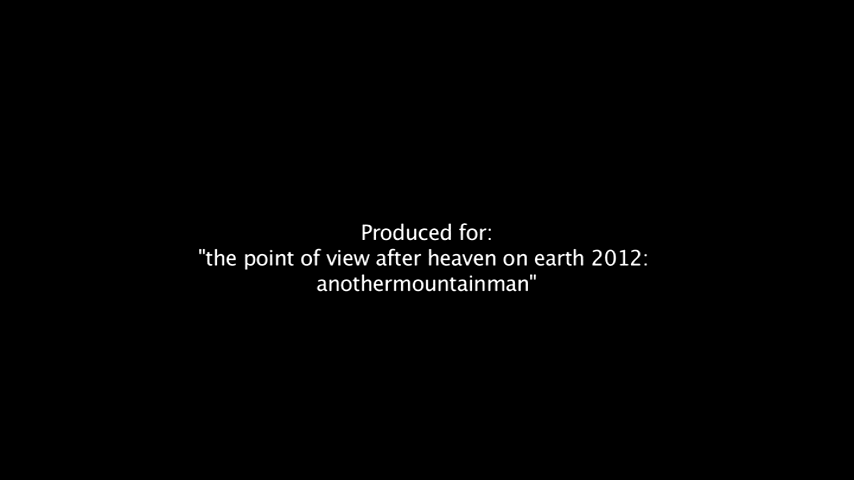 Produced for:
"the point of view after heaven on earth 2012:
anothermountainman"